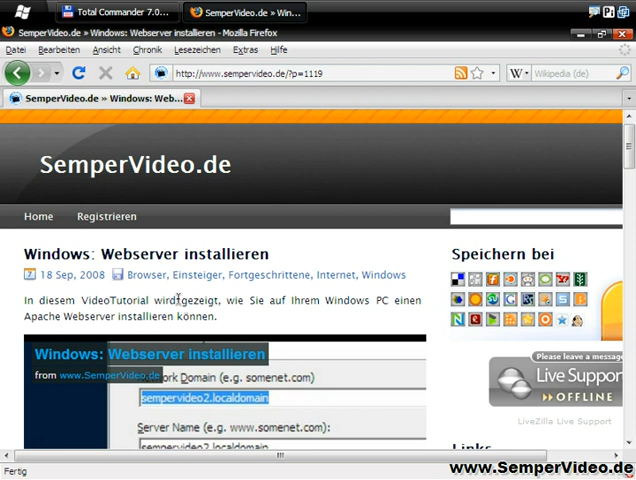 Total Commander 7.0...
SemperVideo.de » Win...
SemperVideo.de » Windows: Webserver installieren - Mozilla Firefox
Datei Bearbeiten Ansicht Chronik Lesezeichen Extras Hilfe
http://www.sempervideo.de/?p=1119
W Wikipedia (de)
SemperVideo.de » Windows: Web...
SemperVideo.de
Home Registrieren
Windows: Webserver installieren
18 Sep, 2008 Browser, Einsteiger, Fortgeschrittene, Internet, Windows
In diesem VideoTutorial wird gezeigt, wie Sie auf Ihrem Windows PC einen
Apache Webserver installieren können.
Windows: Webserver installieren
from www.SemperVideo.de
Network Domain (e.g. somenet.com)
sempervideo2.localdomain
Server Name (e.g. www.somenet.com):
sempervideo2.localdomain
Speichern bei
Please leave a message
Live Support
OFFLINE
LiveZilla Live Support
Links
Fertig
www.SemperVideo.de